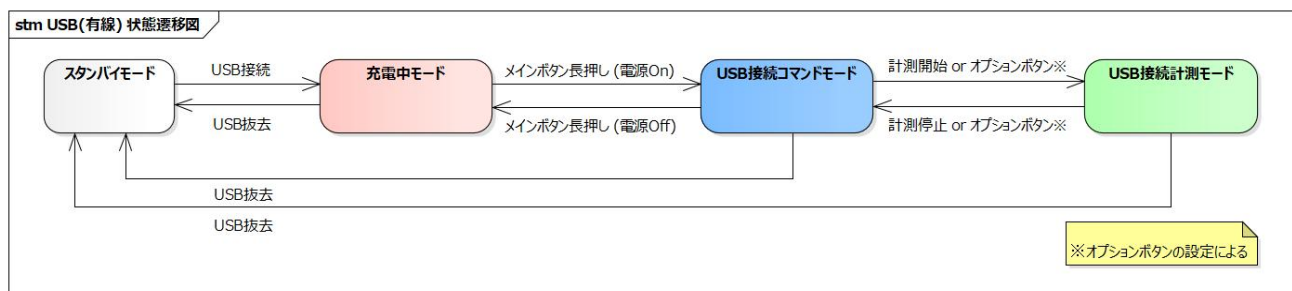 stm USB(有線) 状態遷移図
スタンバイモード
USB接続
充電中モード
メインボタン長押し (電源On)
USB接続コマンドモード
計測開始 or オプションボタン※
USB接続計測モード
USB抜去
メインボタン長押し (電源Off)
計測停止 or オプションボタン※
USB抜去
USB抜去
※オプションボタンの設定による